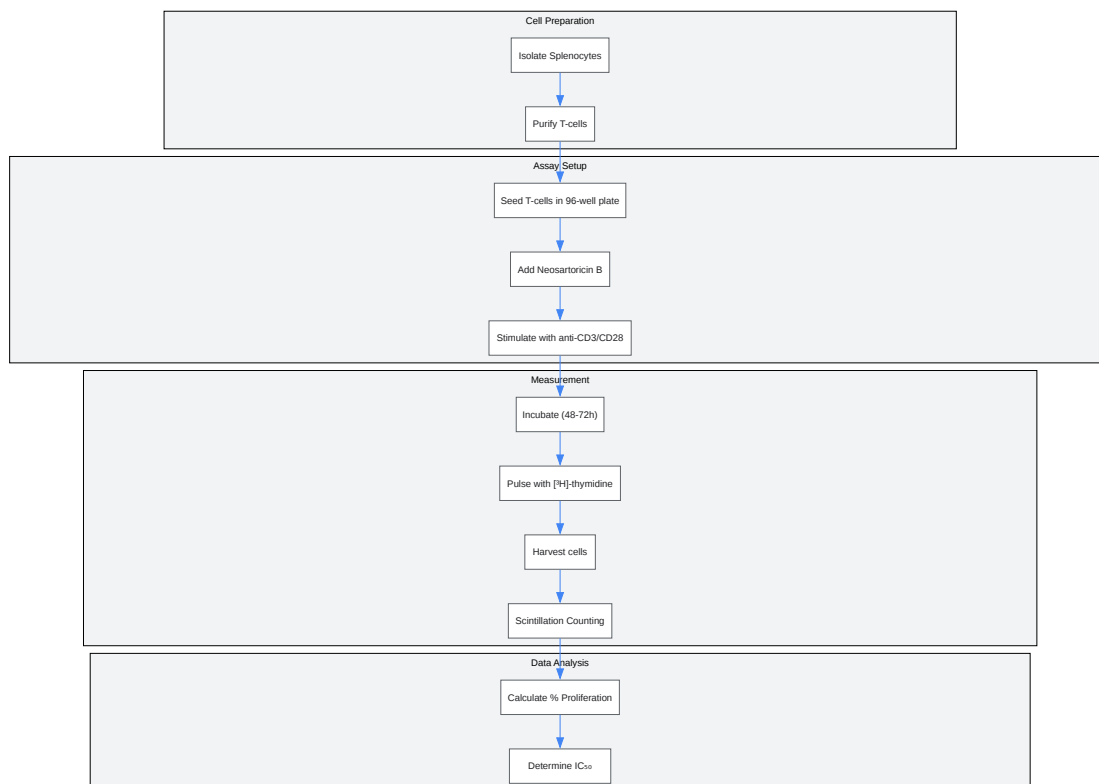 Cell Preparation
Isolate Splenocytes
Purify T-cells
Assay Setup
Seed T-cells in 96-well plate
Add Neosartoricin B
Stimulate with anti-CD3/CD28
Measurement
Incubate (48-72h)
Pulse with [³H]-thymidine
Harvest cells
Scintillation Counting
Data Analysis
Calculate % Proliferation
Determine IC₅₀